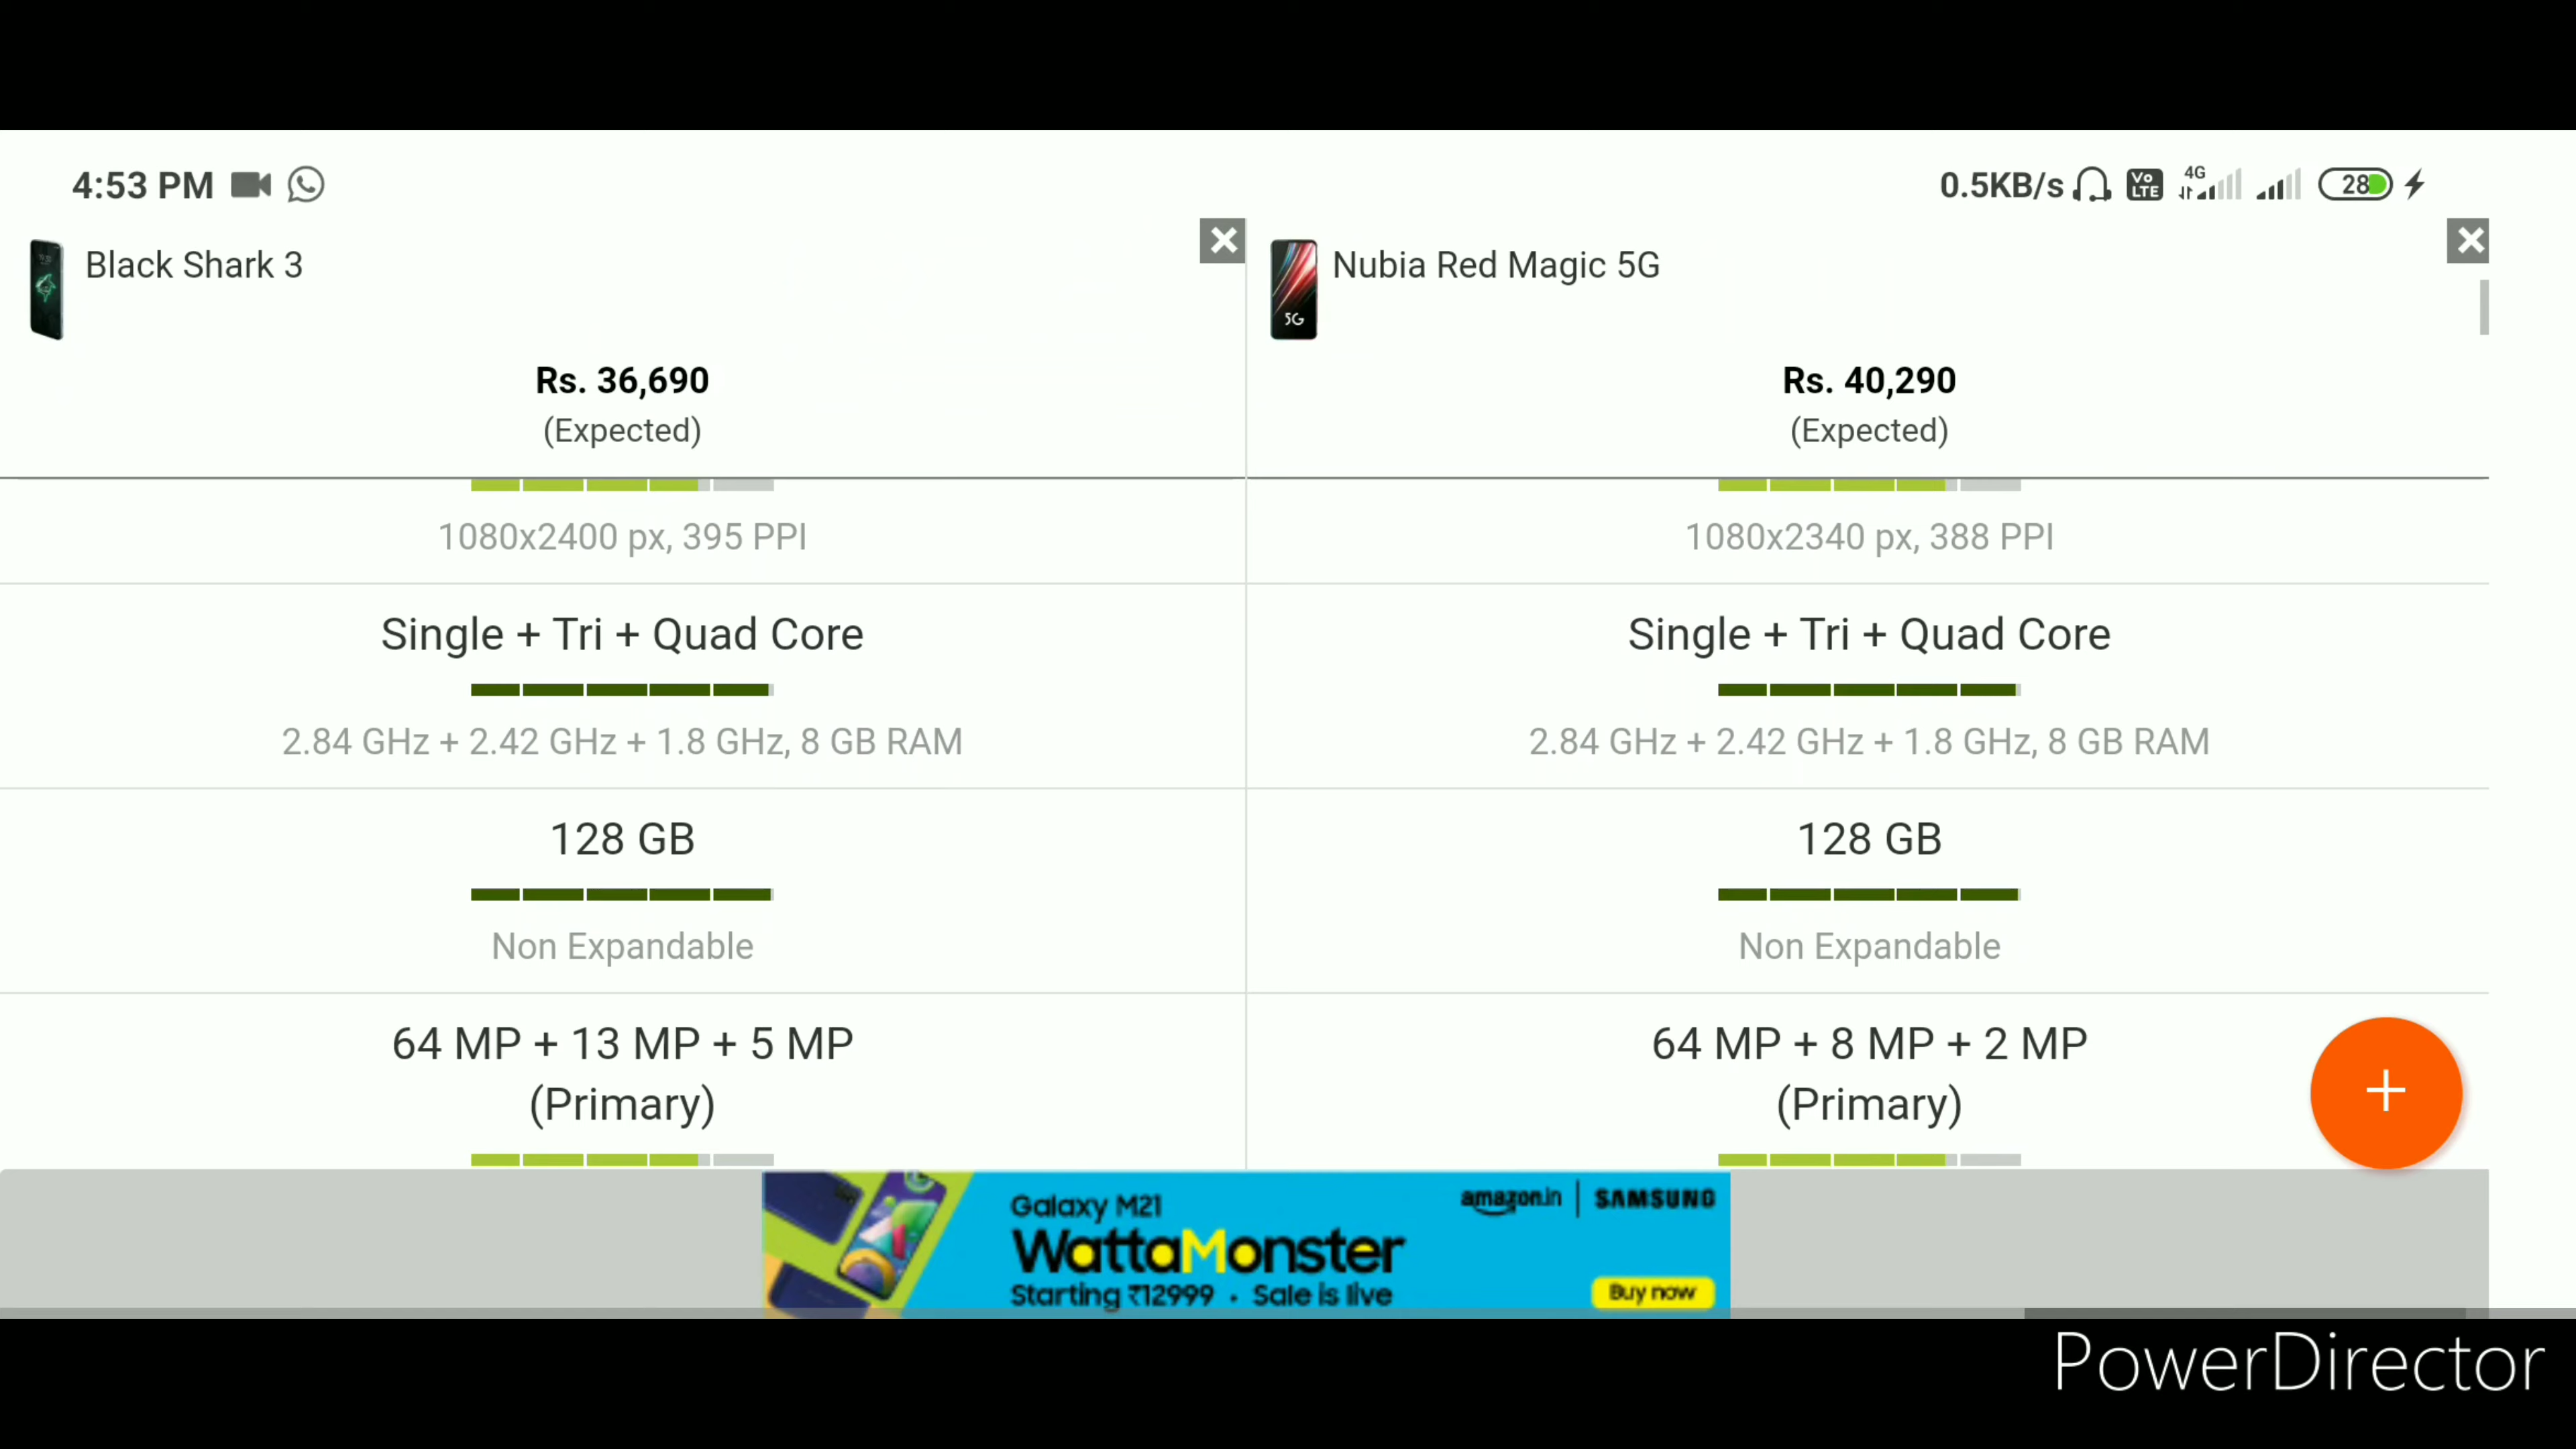 4:53 PM
0.5KB/s
Vo LTE
4G
28
Black Shark 3
Nubia Red Magic 5G
5G
Rs. 36,690
(Expected)
Rs. 40,290
(Expected)
1080x2400 px, 395 PPI
1080x2340 px, 388 PPI
Single + Tri + Quad Core
Single + Tri + Quad Core
2.84 GHz + 2.42 GHz + 1.8 GHz, 8 GB RAM
2.84 GHz + 2.42 GHz + 1.8 GHz, 8 GB RAM
128 GB
128 GB
Non Expandable
Non Expandable
64 MP + 13 MP + 5 MP
(Primary)
64 MP + 8 MP + 2 MP
(Primary)
Galaxy M21
WattaMonster
Starting ₹12999 · Sale is live
amazon.in | SAMSUNG
Buy now
PowerDirector